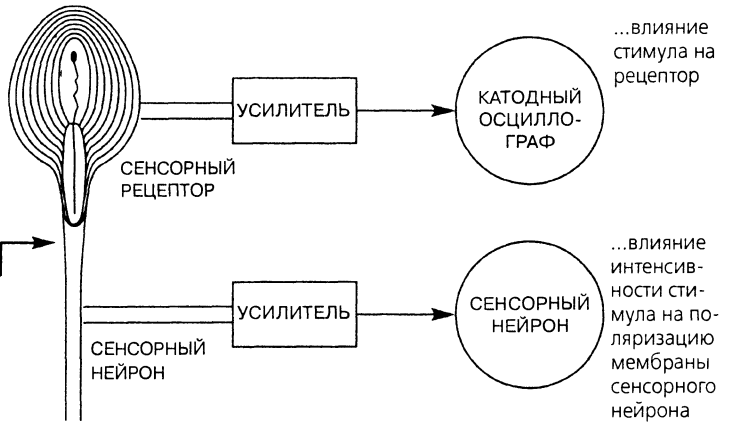 ...влияние
стимула на
рецептор
УСИЛИТЕЛЬ
КАТОДНЫЙ
ОСЦИЛЛО-
ГРАФ
СЕНСОРНЫЙ
РЕЦЕПТОР
...влияние
интенсив-
ности сти-
мула на по-
ляризацию
мембраны
сенсорного
нейрона
УСИЛИТЕЛЬ
СЕНСОРНЫЙ
НЕЙРОН
СЕНСОРНЫЙ
НЕЙРОН